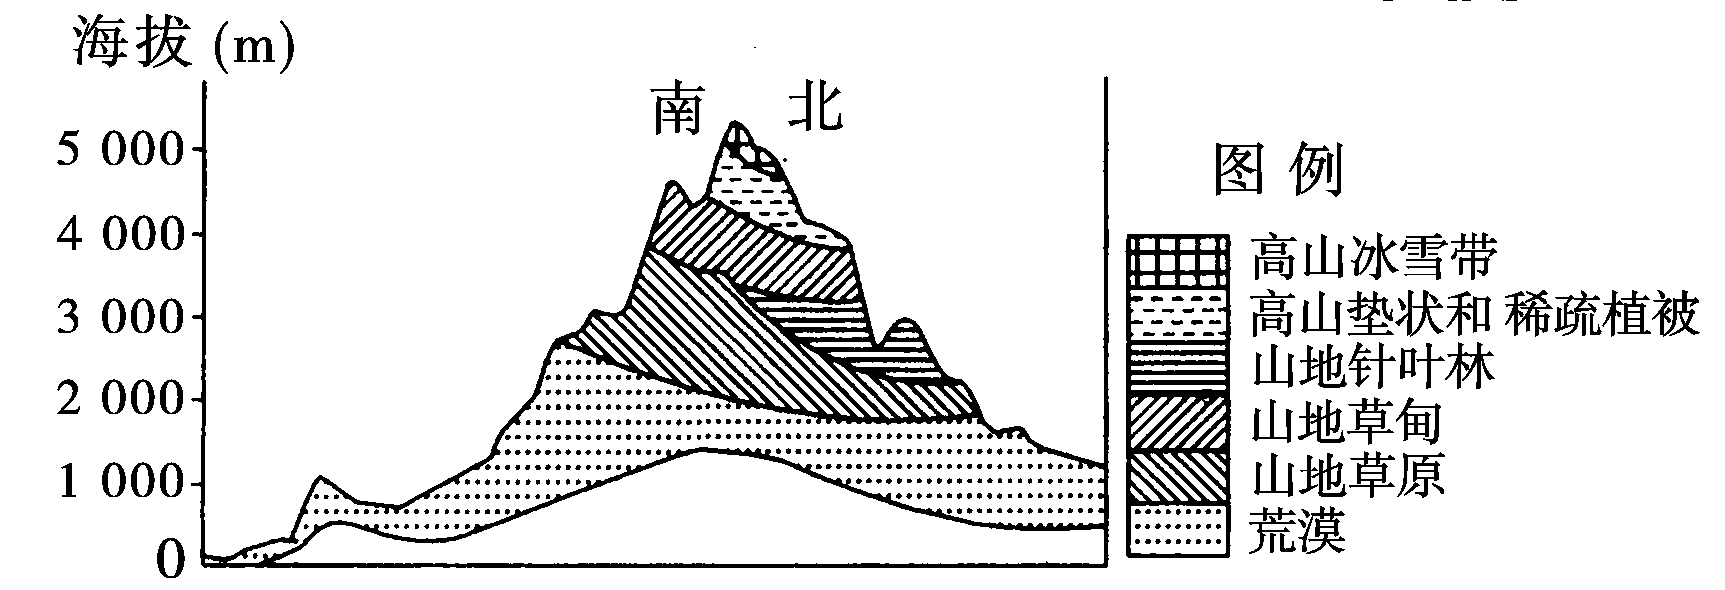 海拔 (m)
南 北
5 000
4 000
3 000
2 000
1 000
0
图 例
高山冰雪带
高山垫状和稀疏植被
山地针叶林
山地草甸
山地草原
荒漠